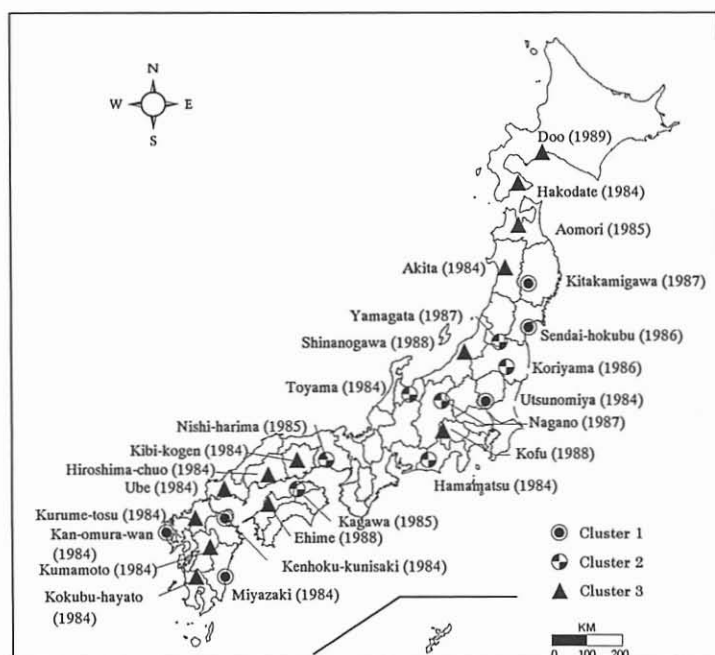 N
W E
S
Doo (1989)
Hakodate (1984)
Aomori (1985)
Akita (1984)
Kitakamigawa (1987)
Yamagata (1987)
Sendai-hokubu (1986)
Shinanogawa (1988)
Koriyama (1986)
Toyama (1984)
Utsunomiya (1984)
Nishi-harima (1985)
Nagano (1987)
Kibi-kogen (1984)
Kofu (1988)
Hiroshima-chuo (1984)
Hamamatsu (1984)
Ube (1984)
Kurume-tosu (1984)
Kagawa (1985)
Kan-omura-wan
(1984)
Ehime (1988)
Kumamoto (1984)
Kenhoku-kunisaki (1984)
Kokubu-hayato
(1984)
Miyazaki (1984)
Cluster 1
Cluster 2
Cluster 3
KM
0 100 200